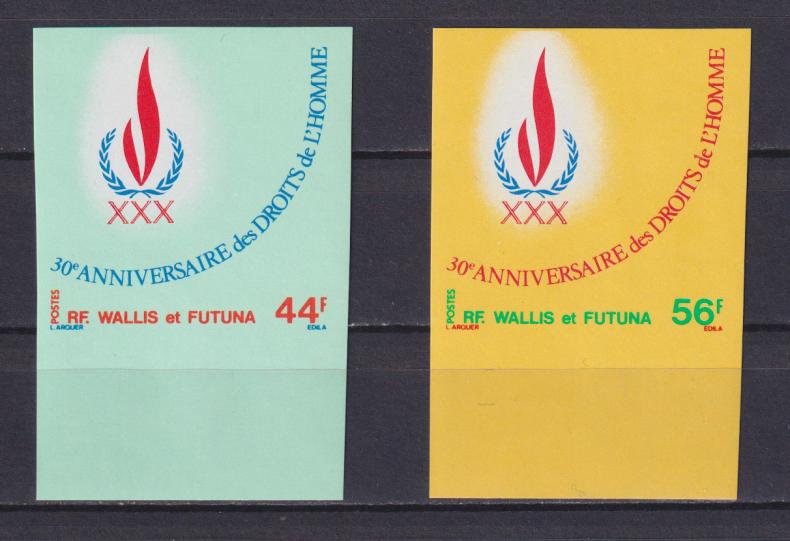 XXX
30e ANNIVERSAIRE des DROITS de L'HOMME
POSTES
RF. WALLIS et FUTUNA 44F
L. ARQUER EDILA
XXX
30e ANNIVERSAIRE des DROITS de L'HOMME
POSTES
RF. WALLIS et FUTUNA 56F
L. ARQUER EDILA